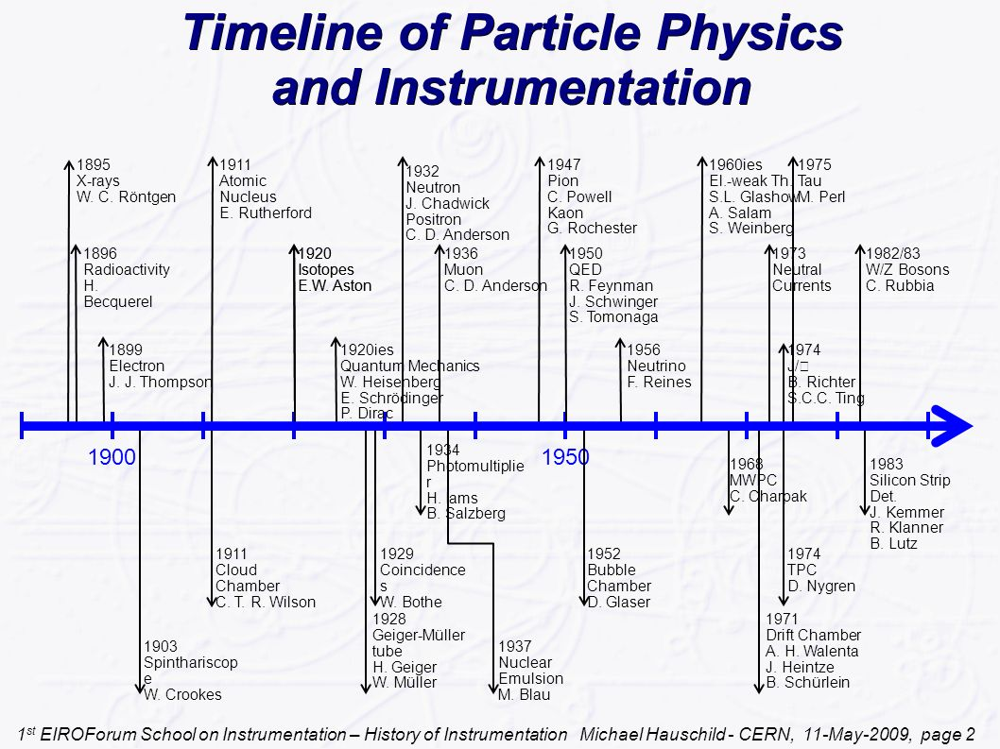 Timeline of Particle Physics
and Instrumentation
1895
X-rays
W. C. Röntgen
1911
Atomic
Nucleus
E. Rutherford
1932
Neutron
J. Chadwick
Positron
C. D. Anderson
1947
Pion
C. Powell
Kaon
G. Rochester
1960ies
El.-weak Th.
S.L. Glashow
A. Salam
S. Weinberg
1975
Tau
M. Perl
1896
Radioactivity
H.
Becquerel
1920
Isotopes
E.W. Aston
1936
Muon
C. D. Anderson
1950
QED
R. Feynman
J. Schwinger
S. Tomonaga
1973
Neutral
Currents
1982/83
W/Z Bosons
C. Rubbia
1899
Electron
J. J. Thompson
1920ies
Quantum Mechanics
W. Heisenberg
E. Schrödinger
P. Dirac
1956
Neutrino
F. Reines
1974
J/□
B. Richter
S.C.C. Ting
1900
1950
1934
Photomultiplie
r
H. Iams
B. Salzberg
1968
MWPC
C. Charpak
1983
Silicon Strip
Det.
J. Kemmer
R. Klanner
B. Lutz
1911
Cloud
Chamber
C. T. R. Wilson
1929
Coincidence
s
W. Bothe
1952
Bubble
Chamber
D. Glaser
1974
TPC
D. Nygren
1903
Spinthariscop
e
W. Crookes
1928
Geiger-Müller
tube
H. Geiger
W. Müller
1937
Nuclear
Emulsion
M. Blau
1971
Drift Chamber
A. H. Walenta
J. Heintze
B. Schürlein
1st EIROForum School on Instrumentation – History of Instrumentation Michael Hauschild - CERN, 11-May-2009, page 2